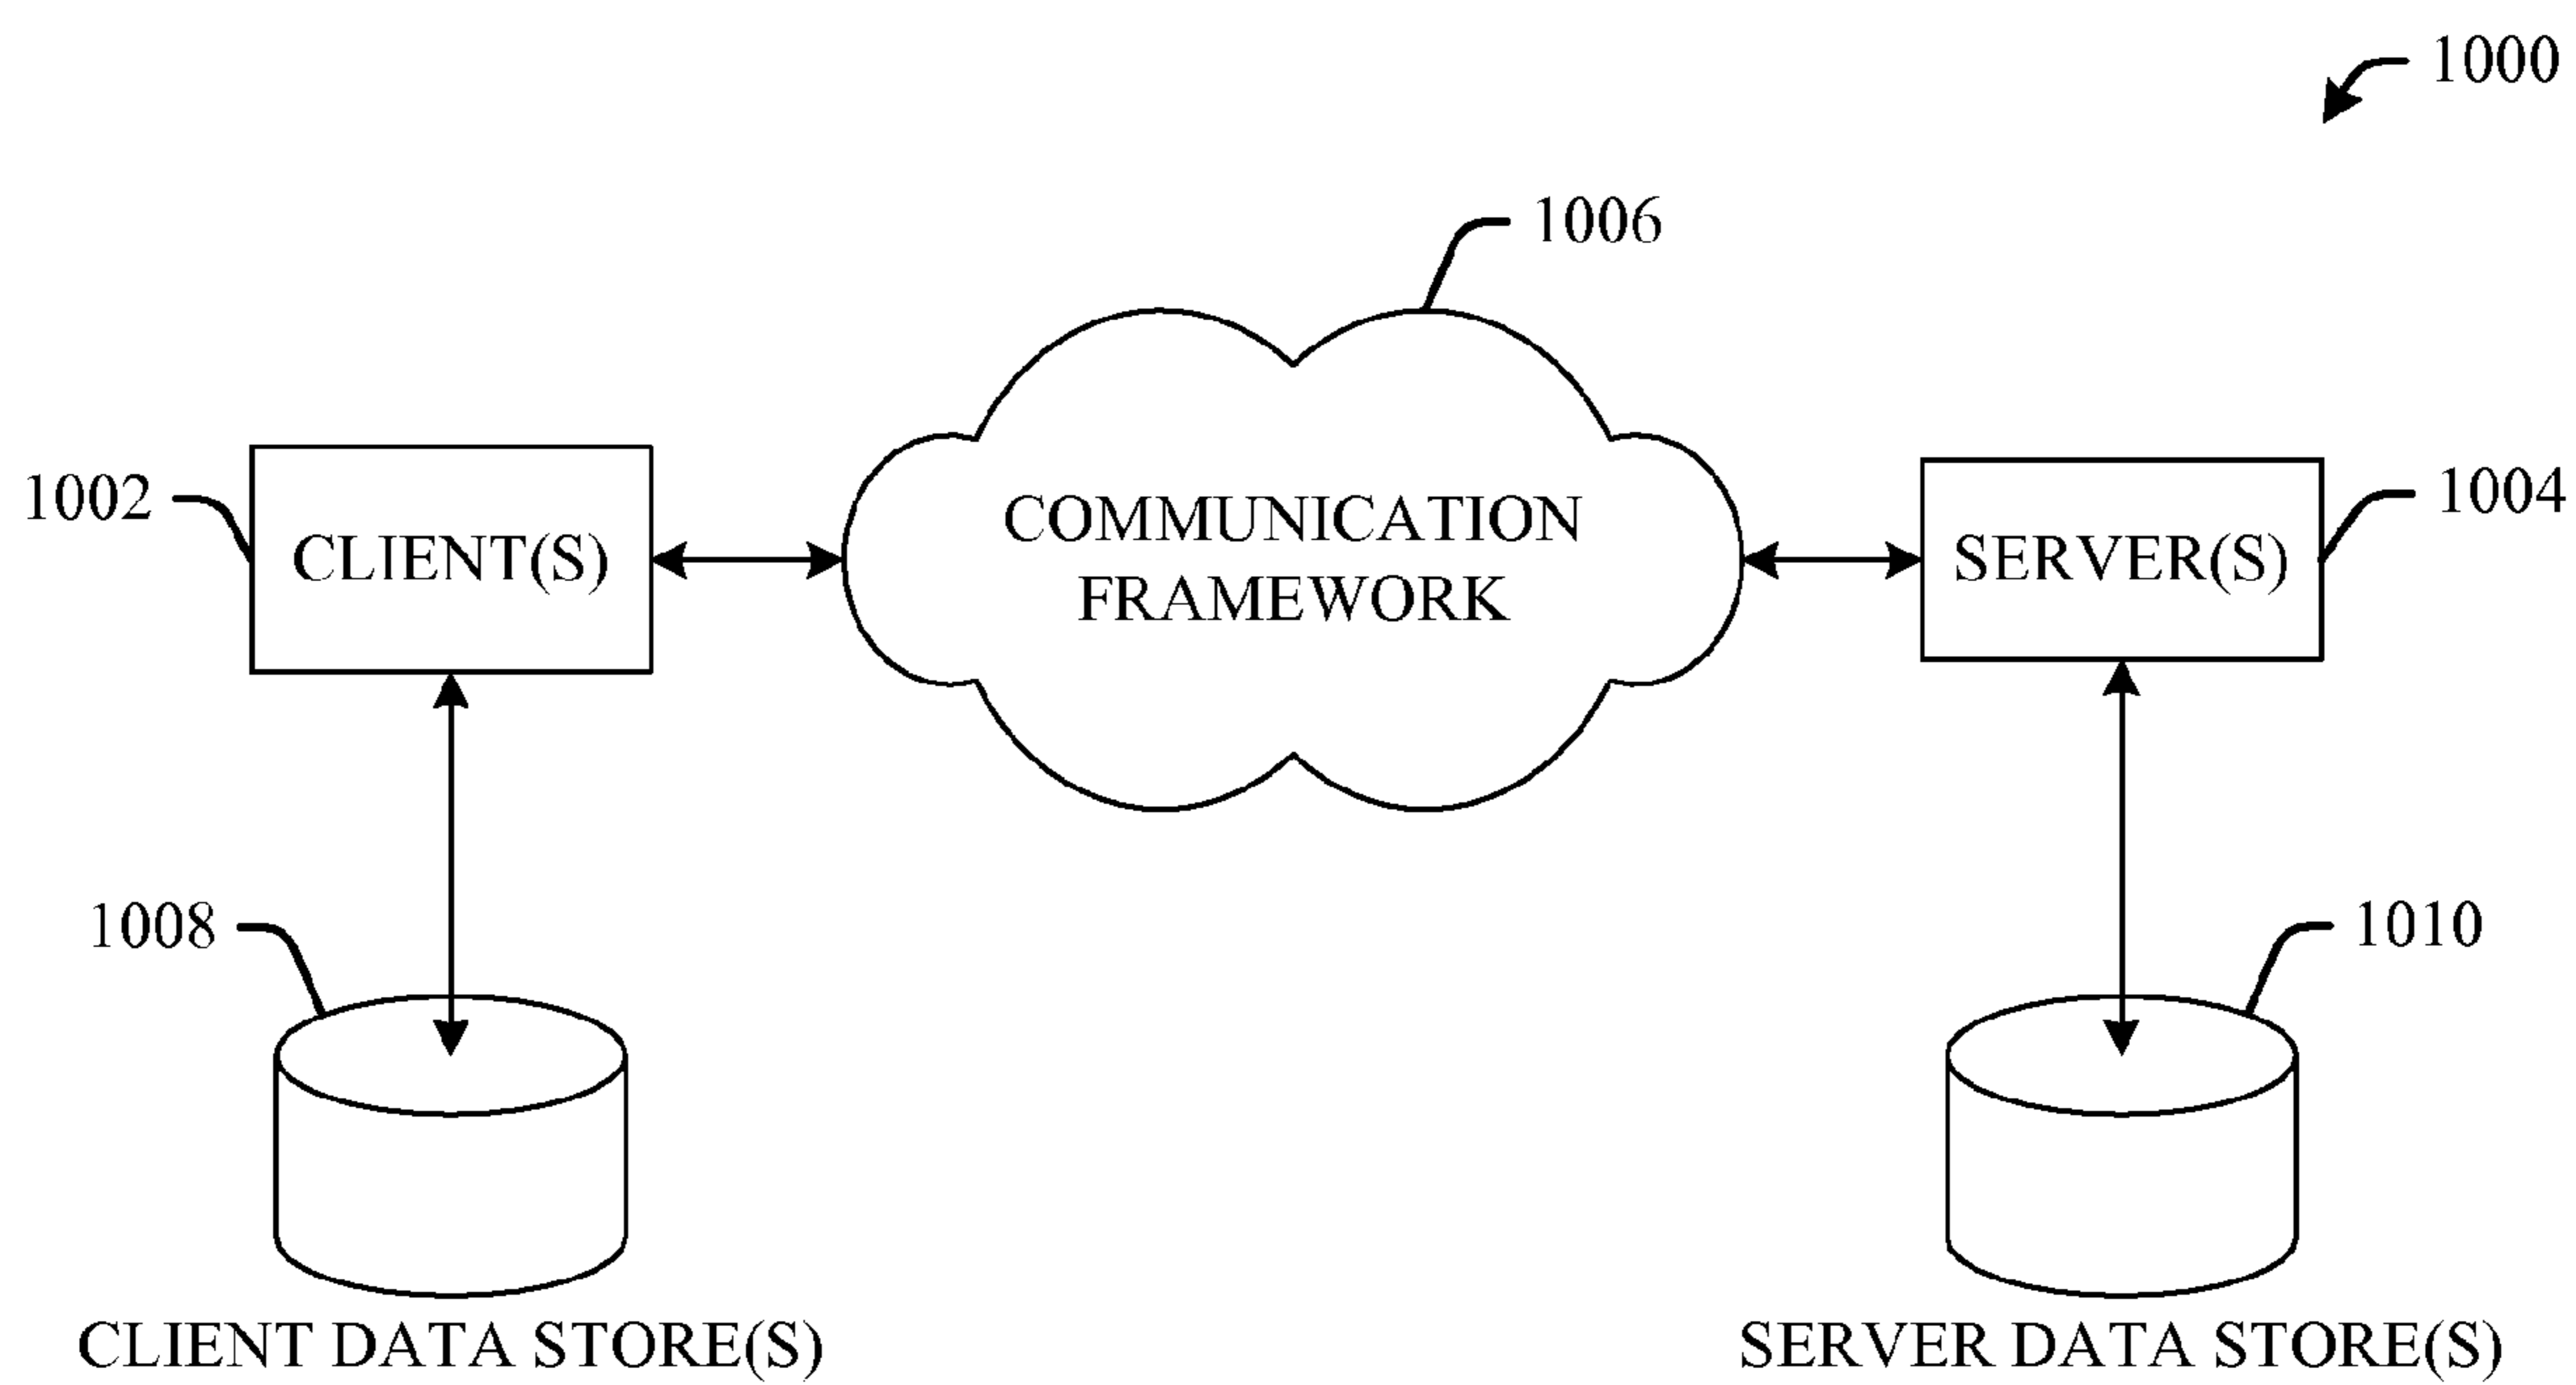 1000
1006
1002
CLIENT(S)
COMMUNICATION
FRAMEWORK
SERVER(S)
1004
1008
1010
CLIENT DATA STORE(S)
SERVER DATA STORE(S)